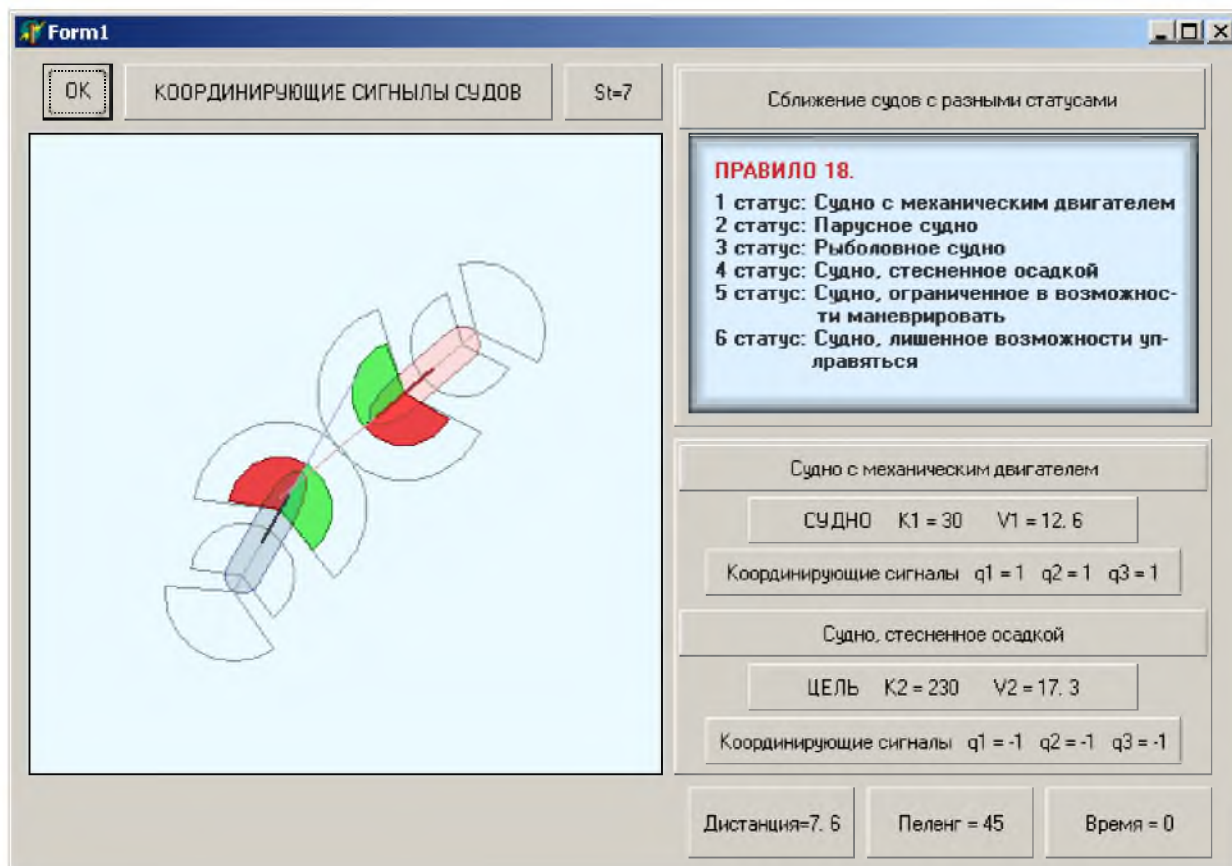 Form1
OK
КООРДИНИРУЮЩИЕ СИГНЫЛЫ СУДОВ
St=7
Сближение судов с разными статусами
ПРАВИЛО 18.
1 статус: Судно с механическим двигателем
2 статус: Парусное судно
3 статус: Рыболовное судно
4 статус: Судно, стесненное осадкой
5 статус: Судно, ограниченное в возможнос-
ти маневрировать
6 статус: Судно, лишенное возможности уп-
лравяться
Судно с механическим двигателем
СУДНО K1 = 30 V1 = 12. 6
Координирующие сигналы q1 = 1 q2 = 1 q3 = 1
Судно, стесненное осадкой
ЦЕЛЬ K2 = 230 V2 = 17. 3
Координирующие сигналы q1 = -1 q2 = -1 q3 = -1
Дистанция=7. 6
Пеленг = 45
Время = 0